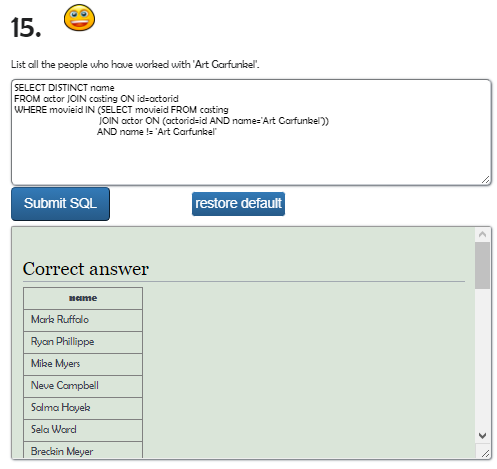 15.
List all the people who have worked with 'Art Garfunkel'.
SELECT DISTINCT name
FROM actor JOIN casting ON id=actorid
WHERE movieid IN (SELECT movieid FROM casting
JOIN actor ON (actorid=id AND name='Art Garfunkel'))
AND name != 'Art Garfunkel'
Submit SQL restore default
Correct answer
name
Mark Ruffalo
Ryan Phillippe
Mike Myers
Neve Campbell
Salma Hayek
Sela Ward
Breckin Meyer